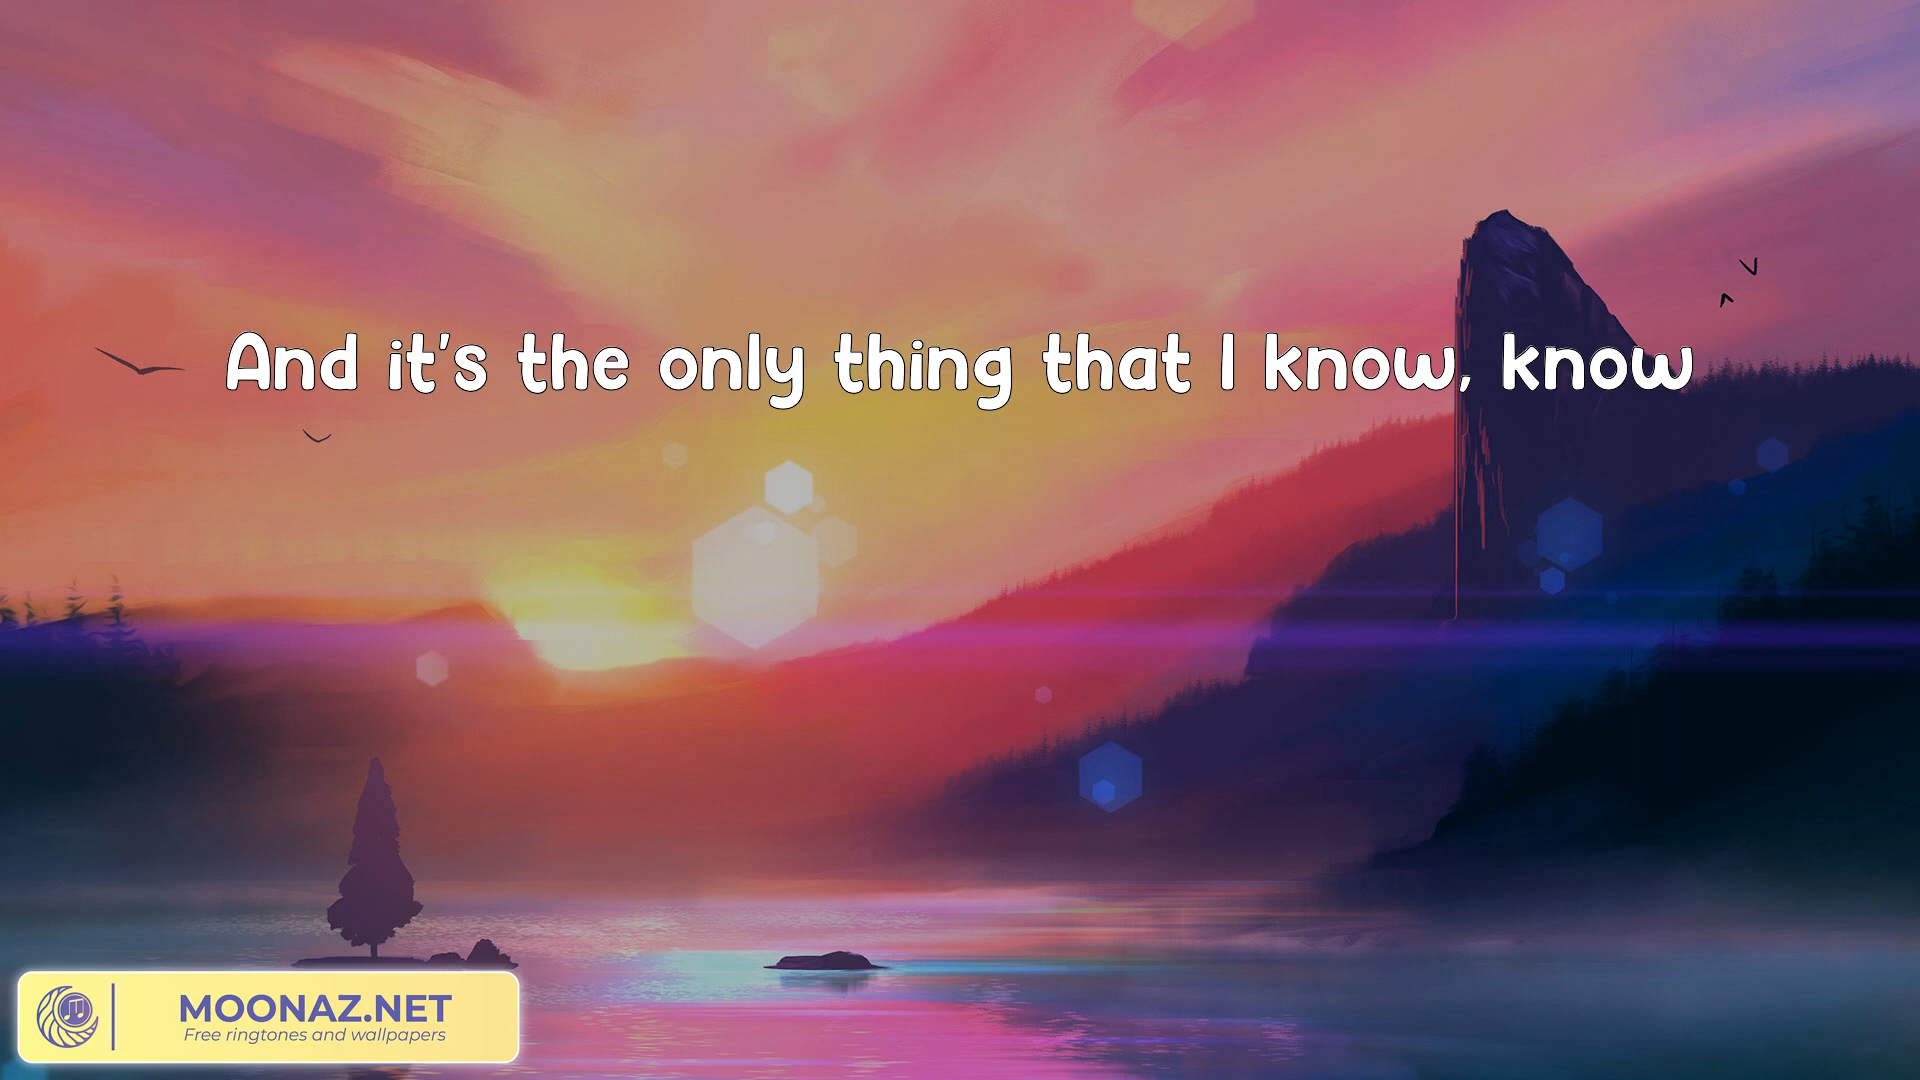 And it's the only thing that I know, know
MOONAZ.NET
Free ringtones and wallpapers